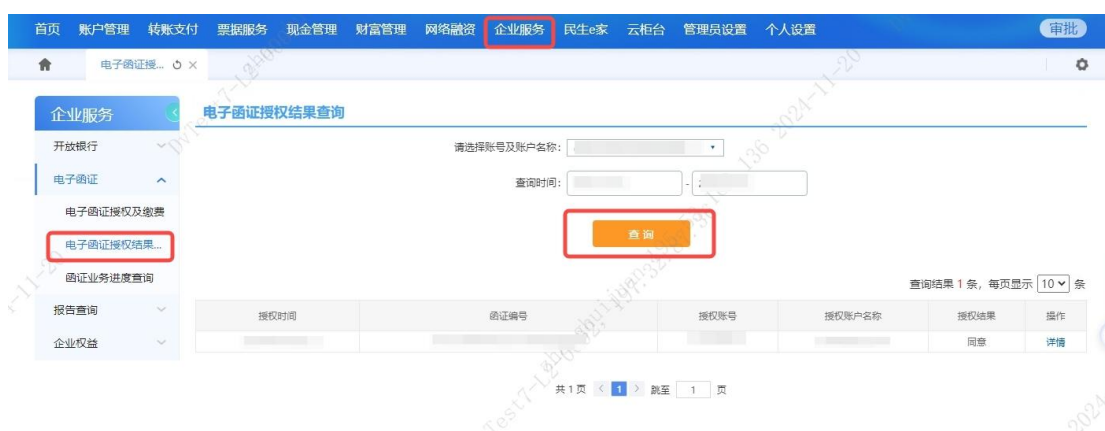 首页 账户管理 转账支付 票据服务 现金管理 财富管理 网络融资 企业服务 民生e家 云柜台 管理员设置 个人设置 审批
电子函证授...
企业服务
电子函证授权结果查询
开放银行
请选择账号及账户名称:
电子函证
查询时间: -
电子函证授权及缴费
查 询
电子函证授权结果...
函证业务进度查询
查询结果 1 条, 每页显示 10 条
报告查询
授权时间 函证编号 授权账号 授权账户名称 授权结果 操作
企业权益
同意 详情
共 1 页 < 1 > 跳至 1 页